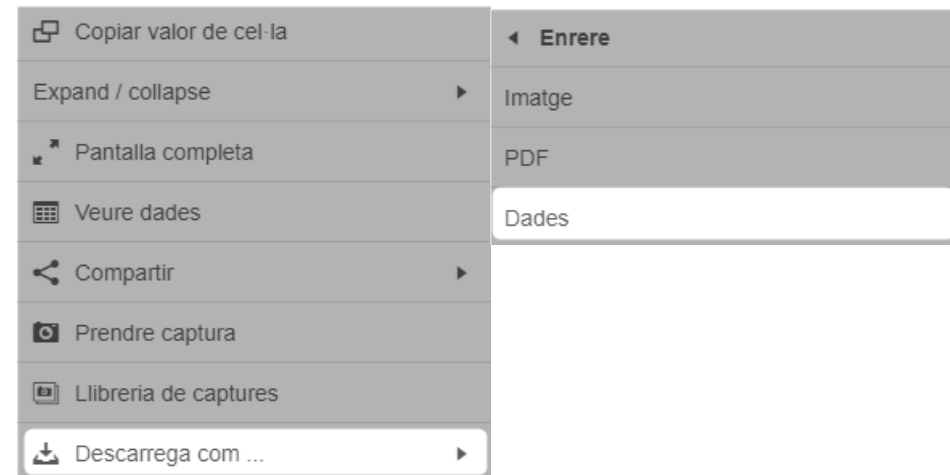 Copiar valor de cel·la
Expand / collapse
Pantalla completa
Veure dades
Compartir
Prendre captura
Llibreria de captures
Descarrega com ...
Enrere
Imatge
PDF
Dades